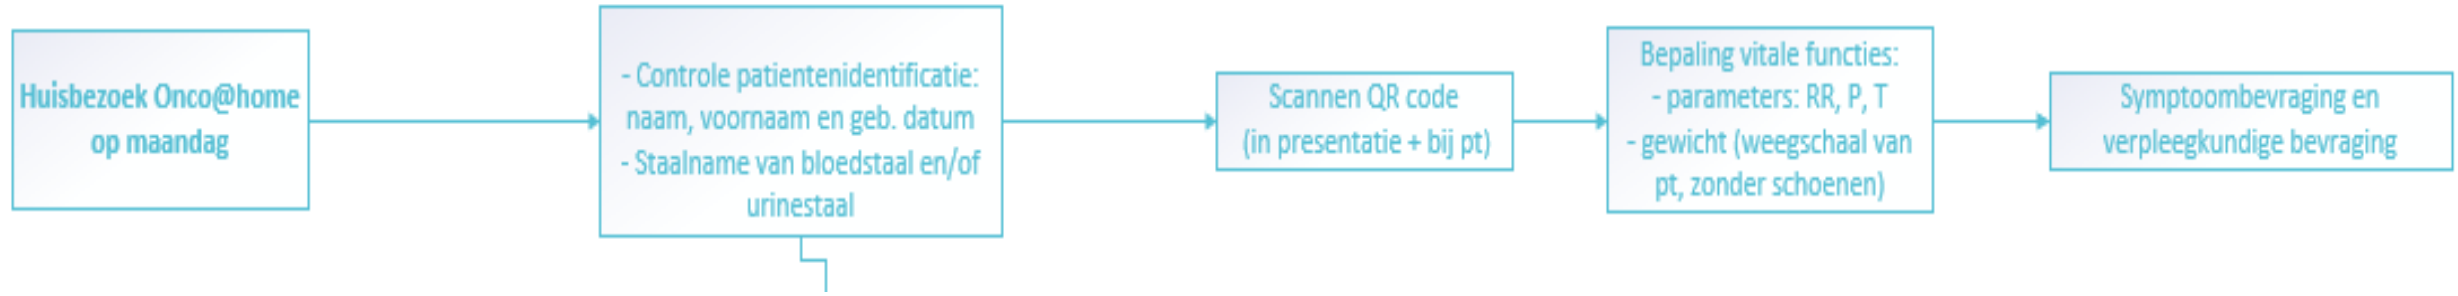 Huisbezoek Onco@home
op maandag
- Controle patientenidentificatie:
naam, voornaam en geb. datum
- Staalname van bloedstaal en/of
urinestaal
Scannen QR code
(in presentatie + bij pt)
Bepaling vitale functies:
- parameters: RR, P, T
- gewicht (weegschaal van
pt, zonder schoenen)
Symptoombevraging en
verpleegkundige bevraging